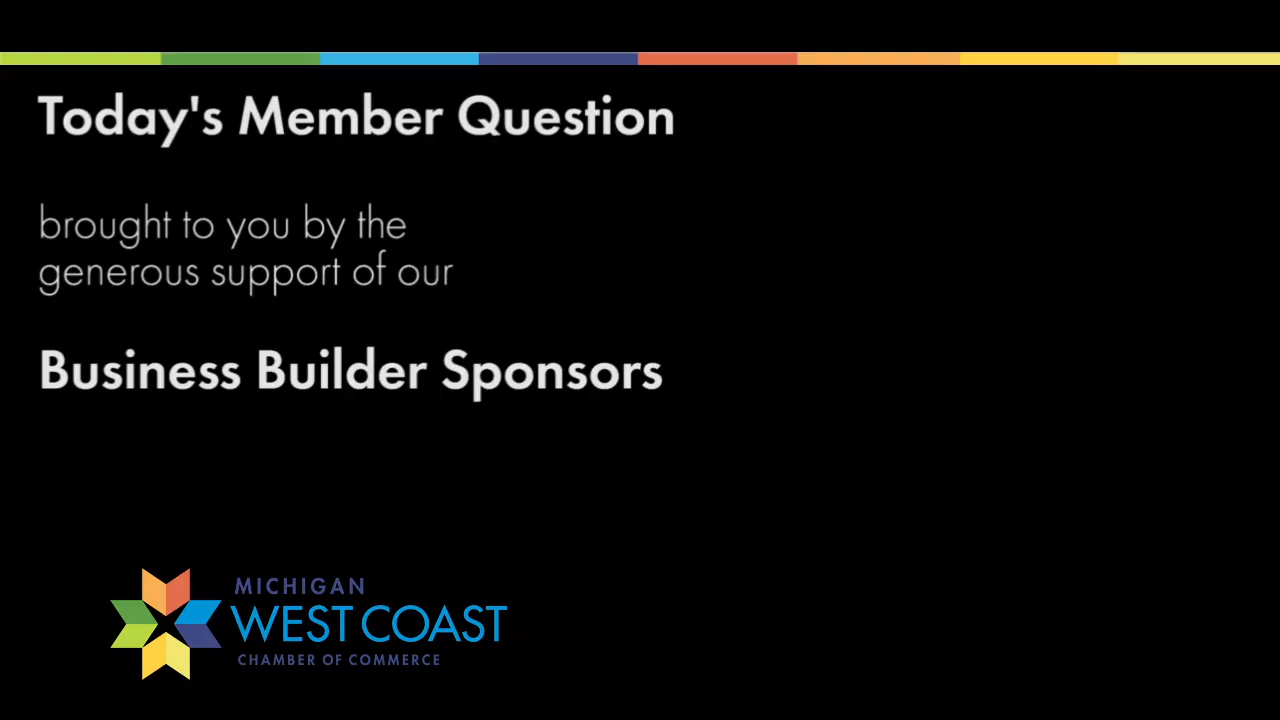 Today's Member Question
brought to you by the
generous support of our
Business Builder Sponsors
MICHIGAN
WEST COAST
CHAMBER OF COMMERCE